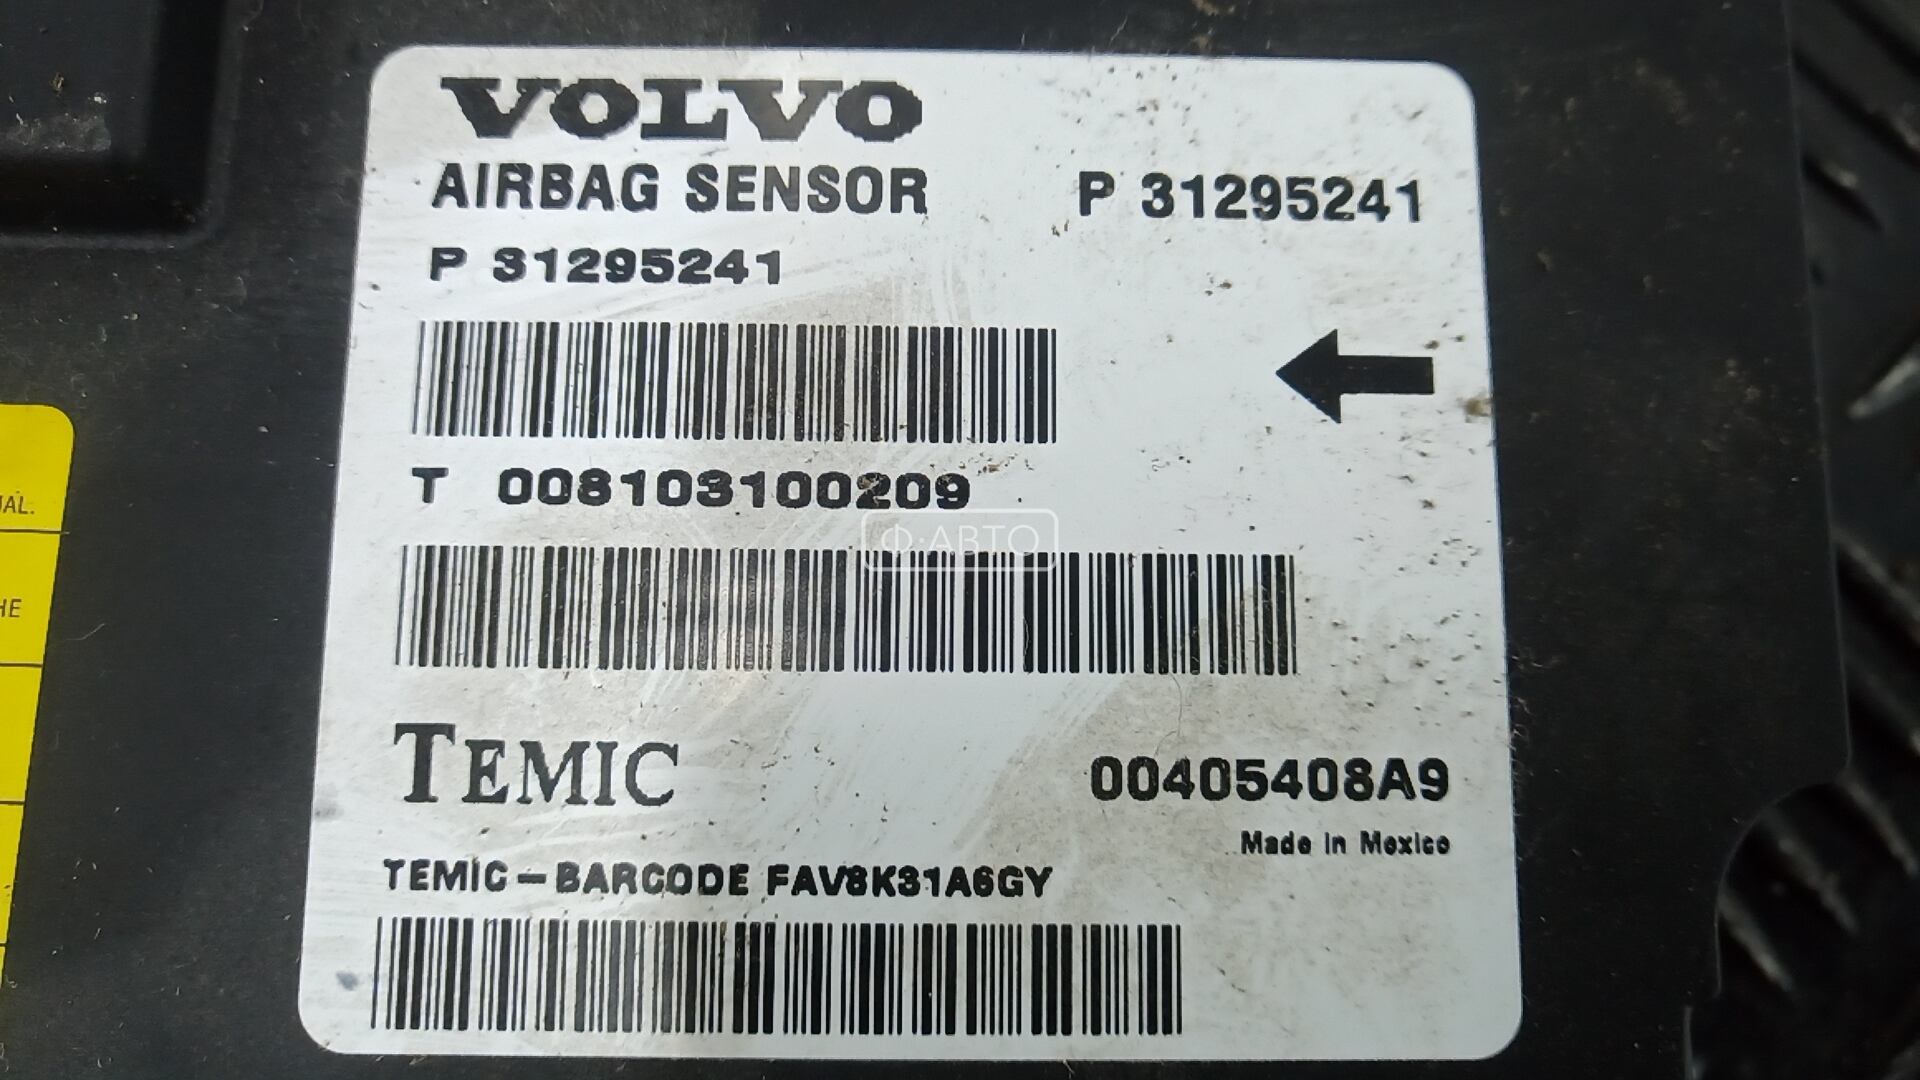 VOLVO
AIRBAG SENSOR P 31295241
P 31295241
T 008103100209
Ф·АВТО
TEMIC 00405408A9
Made in Mexico
TEMIC-BARCODE FAV8K31A6GY